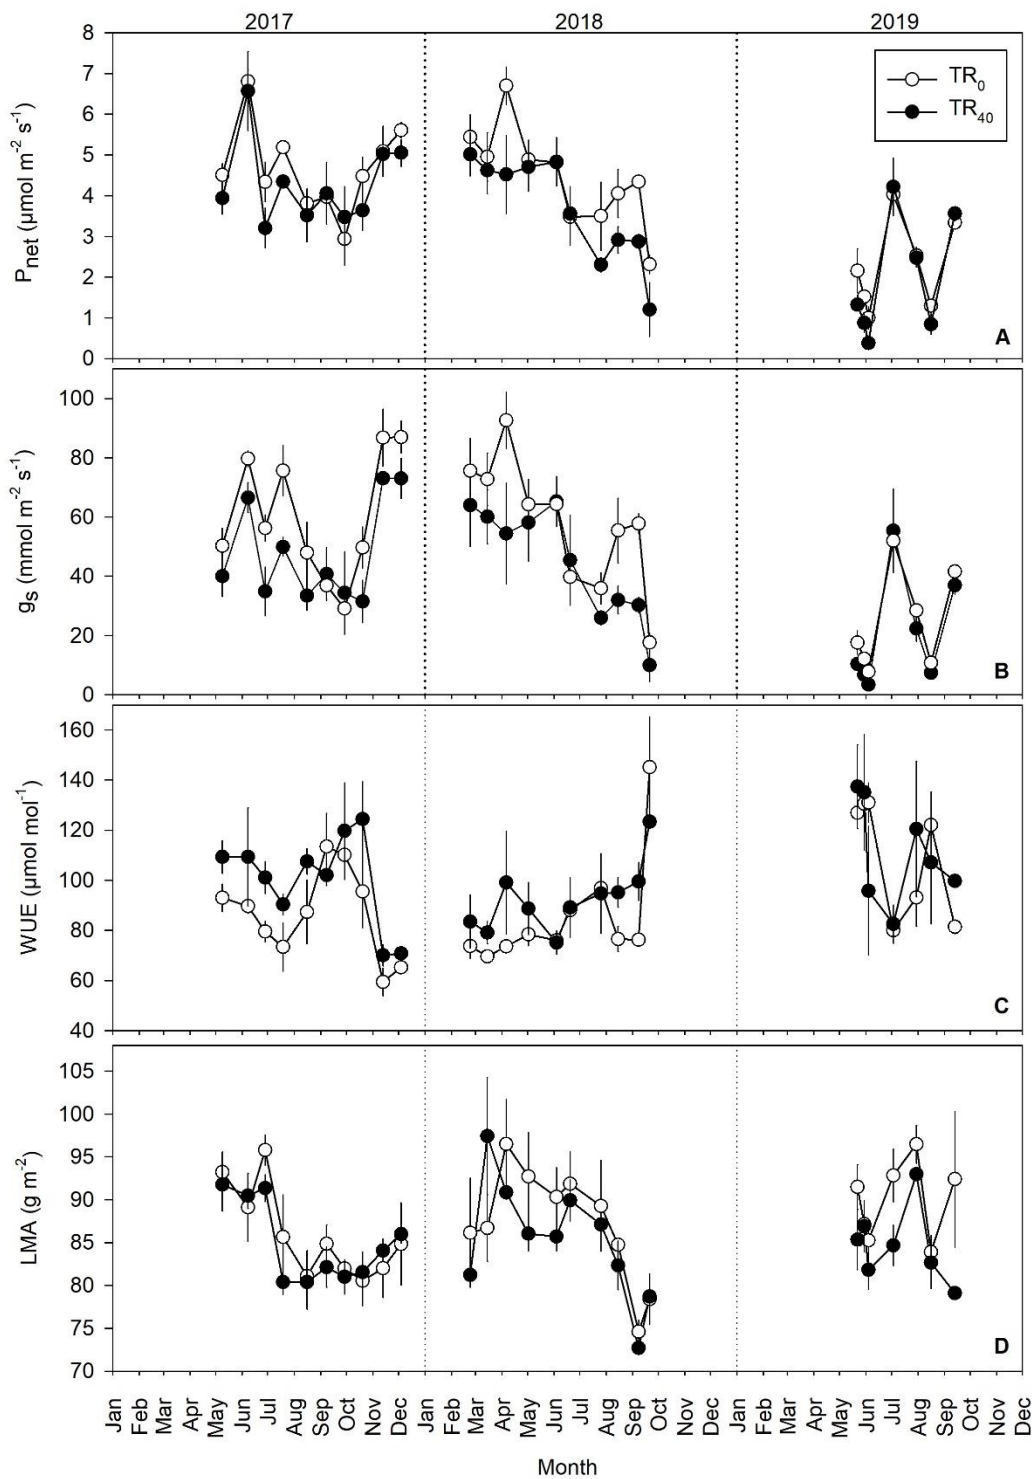 2017 2018 2019
8
7
6
5
4
3
2
1
0
P_net (µmol m⁻² s⁻¹)
TR₀
TR₄₀
A
100
80
60
40
20
0
g_s (mmol m⁻² s⁻¹)
B
160
140
120
100
80
60
40
WUE (µmol mol⁻¹)
C
105
100
95
90
85
80
75
70
LMA (g m⁻²)
D
Jan Feb Mar Apr May Jun Jul Aug Sep Oct Nov Dec Jan Feb Mar Apr May Jun Jul Aug Sep Oct Nov Dec Jan Feb Mar Apr May Jun Jul Aug Sep Oct Nov Dec
Month